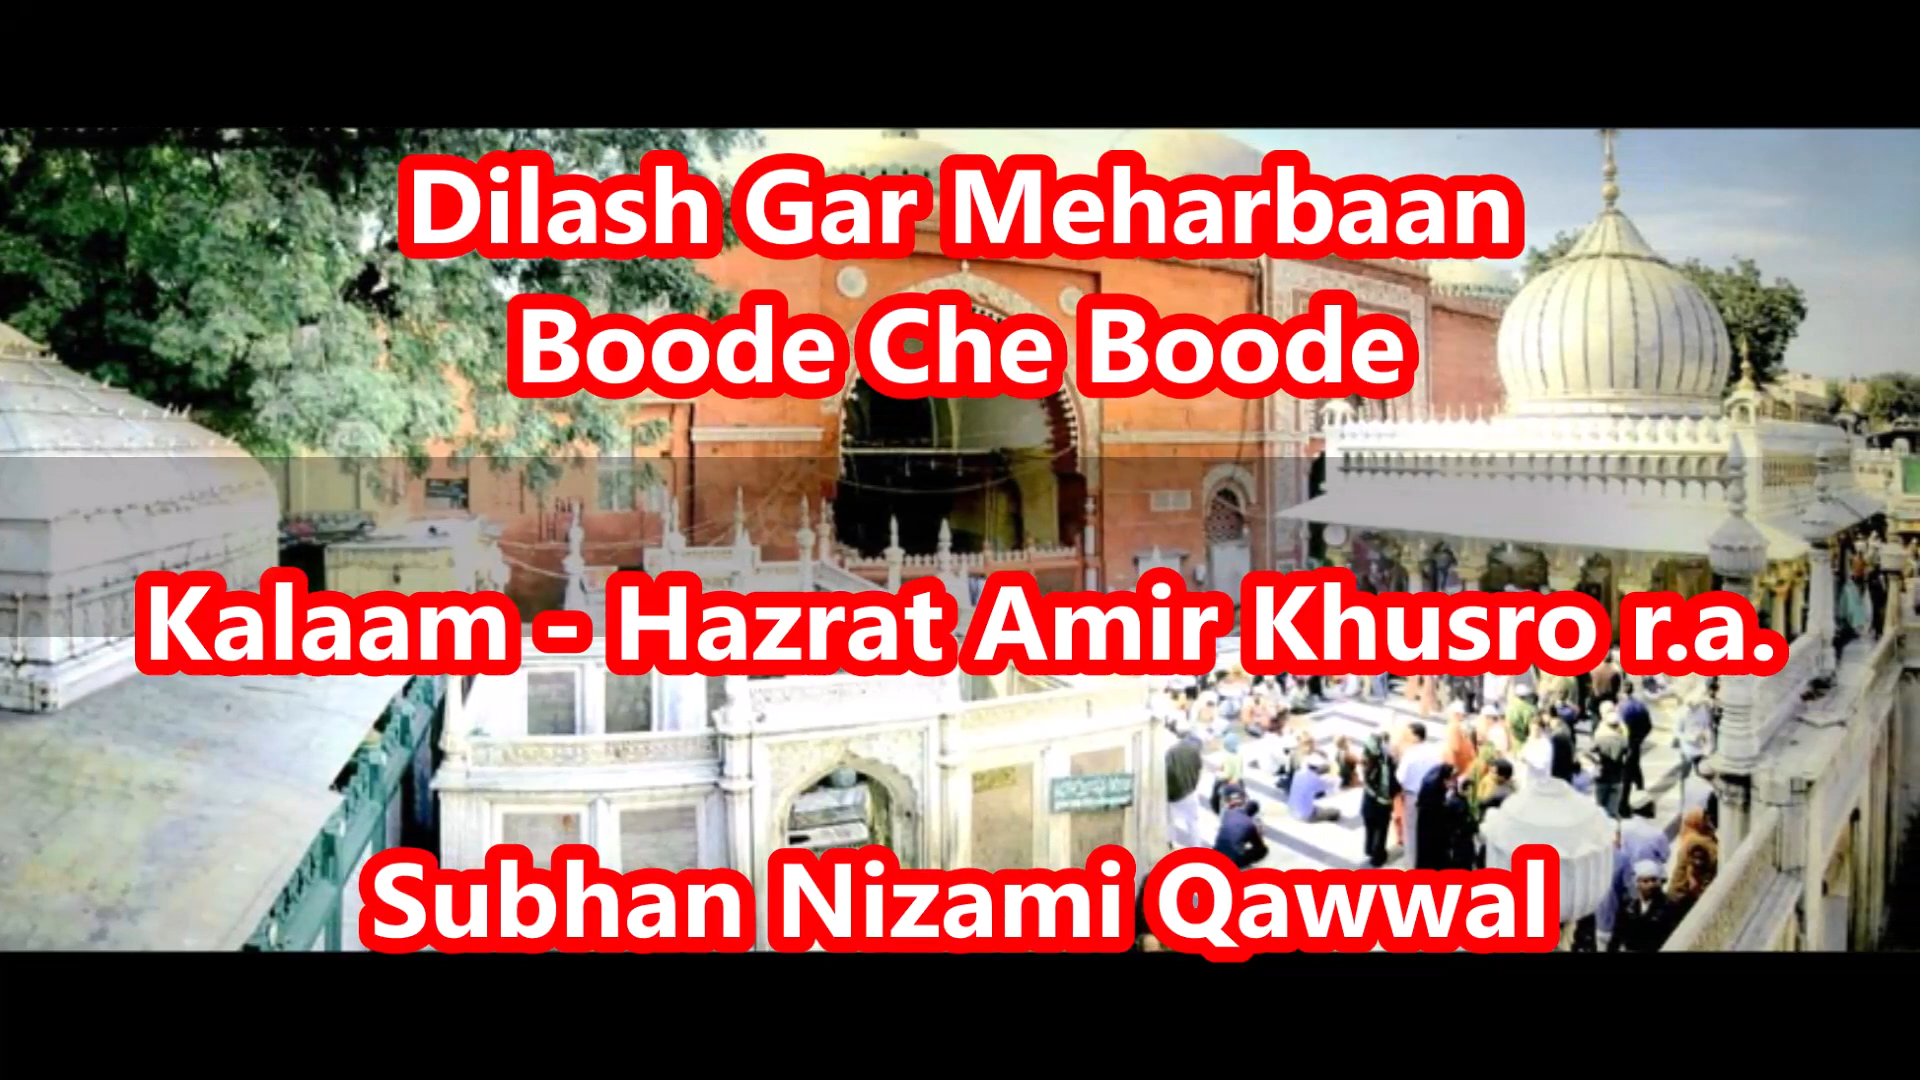 Dilash Gar Meharbaan
Boode Che Boode
Kalaam - Hazrat Amir Khusro r.a.
Subhan Nizami Qawwal